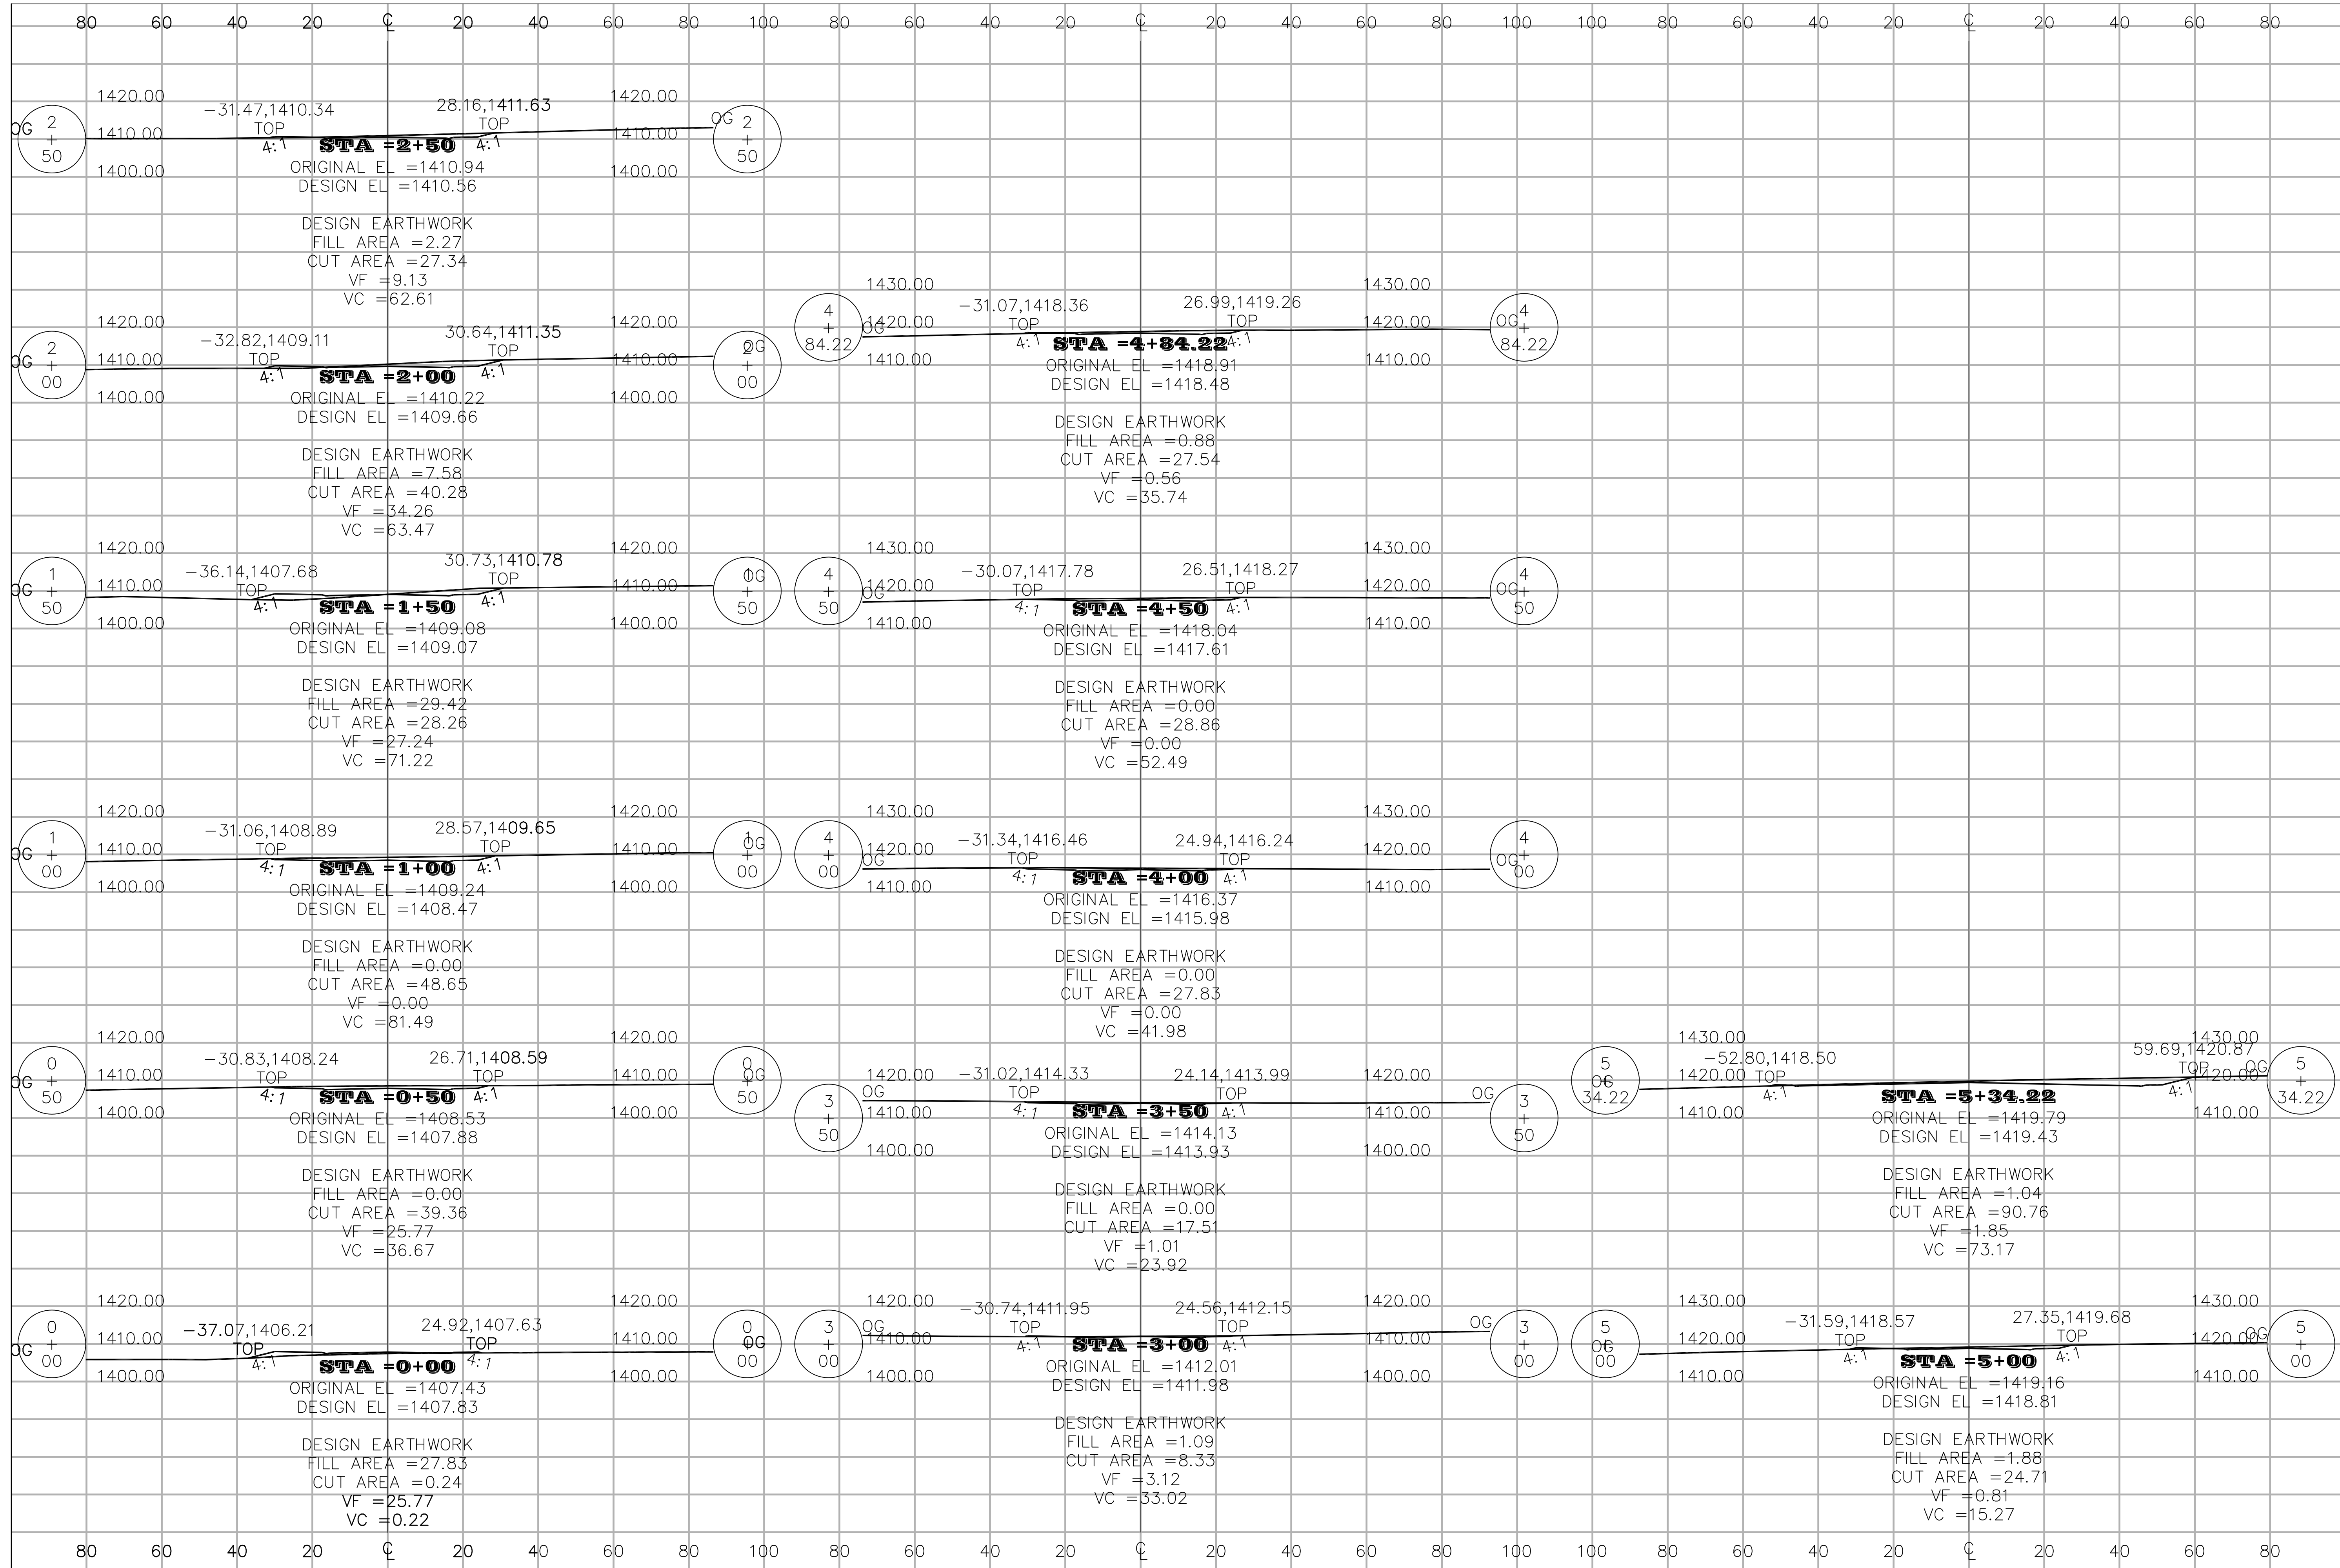 80 60 40 20 ℄ 20 40 60 80 100 80 60 40 20 ℄ 20 40 60 80 100 100 80 60 40 20 ℄ 20 40 60 80
2
+
50
OG
1420.00
1410.00
1400.00
−31.47,1410.34
TOP
4:1
28.16,1411.63
TOP
4:1
1420.00
1410.00
1400.00
OG
2
+
50
STA =2+50
ORIGINAL EL =1410.94
DESIGN EL =1410.56
DESIGN EARTHWORK
FILL AREA =2.27
CUT AREA =27.34
VF =9.13
VC =62.61
2
+
00
OG
1420.00
1410.00
1400.00
−32.82,1409.11
TOP
4:1
30.64,1411.35
TOP
4:1
1420.00
1410.00
1400.00
OG
2
+
00
STA =2+00
ORIGINAL EL =1410.22
DESIGN EL =1409.66
DESIGN EARTHWORK
FILL AREA =7.58
CUT AREA =40.28
VF =34.26
VC =63.47
1
+
50
OG
1420.00
1410.00
1400.00
−36.14,1407.68
TOP
4:1
30.73,1410.78
TOP
4:1
1420.00
1410.00
1400.00
OG
1
+
50
STA =1+50
ORIGINAL EL =1409.08
DESIGN EL =1409.07
DESIGN EARTHWORK
FILL AREA =29.42
CUT AREA =28.26
VF =27.24
VC =71.22
1
+
00
OG
1420.00
1410.00
1400.00
−31.06,1408.89
TOP
4:1
28.57,1409.65
TOP
4:1
1420.00
1410.00
1400.00
OG
1
+
00
STA =1+00
ORIGINAL EL =1409.24
DESIGN EL =1408.47
DESIGN EARTHWORK
FILL AREA =0.00
CUT AREA =48.65
VF =0.00
VC =81.49
0
+
50
OG
1420.00
1410.00
1400.00
−30.83,1408.24
TOP
4:1
26.71,1408.59
TOP
4:1
1420.00
1410.00
1400.00
OG
0
+
50
STA =0+50
ORIGINAL EL =1408.53
DESIGN EL =1407.88
DESIGN EARTHWORK
FILL AREA =0.00
CUT AREA =39.36
VF =25.77
VC =36.67
0
+
00
OG
1420.00
1410.00
1400.00
−37.07,1406.21
TOP
4:1
24.92,1407.63
TOP
4:1
1420.00
1410.00
1400.00
OG
0
+
00
STA =0+00
ORIGINAL EL =1407.43
DESIGN EL =1407.83
DESIGN EARTHWORK
FILL AREA =27.83
CUT AREA =0.24
VF =25.77
VC =0.22
4
+
84.22
OG
1430.00
1420.00
1410.00
−31.07,1418.36
TOP
4:1
26.99,1419.26
TOP
4:1
1430.00
1420.00
1410.00
OG
4
+
84.22
STA =4+84.22
ORIGINAL EL =1418.91
DESIGN EL =1418.48
DESIGN EARTHWORK
FILL AREA =0.88
CUT AREA =27.54
VF =0.56
VC =35.74
4
+
50
OG
1430.00
1420.00
1410.00
−30.07,1417.78
TOP
4:1
26.51,1418.27
TOP
4:1
1430.00
1420.00
1410.00
OG
4
+
50
STA =4+50
ORIGINAL EL =1418.04
DESIGN EL =1417.61
DESIGN EARTHWORK
FILL AREA =0.00
CUT AREA =28.86
VF =0.00
VC =52.49
4
+
00
OG
1430.00
1420.00
1410.00
−31.34,1416.46
TOP
4:1
24.94,1416.24
TOP
4:1
1430.00
1420.00
1410.00
OG
4
+
00
STA =4+00
ORIGINAL EL =1416.37
DESIGN EL =1415.98
DESIGN EARTHWORK
FILL AREA =0.00
CUT AREA =27.83
VF =0.00
VC =41.98
3
+
50
OG
1420.00
1410.00
1400.00
−31.02,1414.33
TOP
4:1
24.14,1413.99
TOP
4:1
1420.00
1410.00
1400.00
OG
3
+
50
STA =3+50
ORIGINAL EL =1414.13
DESIGN EL =1413.93
DESIGN EARTHWORK
FILL AREA =0.00
CUT AREA =17.51
VF =1.01
VC =23.92
3
+
00
OG
1420.00
1410.00
1400.00
−30.74,1411.95
TOP
4:1
24.56,1412.15
TOP
4:1
1420.00
1410.00
1400.00
OG
3
+
00
STA =3+00
ORIGINAL EL =1412.01
DESIGN EL =1411.98
DESIGN EARTHWORK
FILL AREA =1.09
CUT AREA =8.33
VF =3.12
VC =33.02
5
+
34.22
OG
1430.00
1420.00
1410.00
−52.80,1418.50
TOP
4:1
59.69,1420.87
TOP
4:1
1430.00
1420.00
1410.00
OG
5
+
34.22
STA =5+34.22
ORIGINAL EL =1419.79
DESIGN EL =1419.43
DESIGN EARTHWORK
FILL AREA =1.04
CUT AREA =90.76
VF =1.85
VC =73.17
5
+
00
OG
1430.00
1420.00
1410.00
−31.59,1418.57
TOP
4:1
27.35,1419.68
TOP
4:1
1430.00
1420.00
1410.00
OG
5
+
00
STA =5+00
ORIGINAL EL =1419.16
DESIGN EL =1418.81
DESIGN EARTHWORK
FILL AREA =1.88
CUT AREA =24.71
VF =0.81
VC =15.27
80 60 40 20 ℄ 20 40 60 80 100 80 60 40 20 ℄ 20 40 60 80 100 100 80 60 40 20 ℄ 20 40 60 80